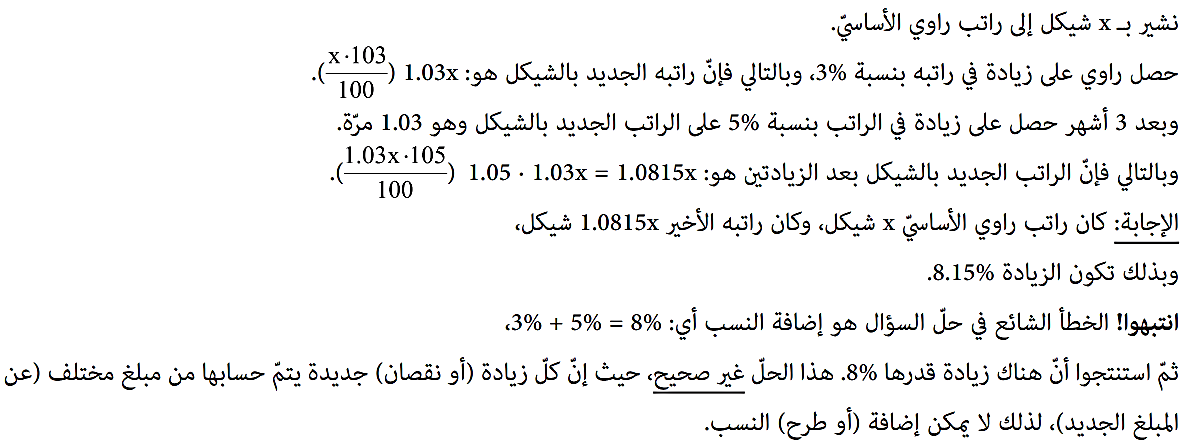 نشير بـ x شيكل إلى راتب راوي الأساسيّ.
حصل راوي على زيادة في راتبه بنسبة 3%، وبالتالي فإنّ راتبه الجديد بالشيكل هو: 1.03x (x·103/100).
وبعد 3 أشهر حصل على زيادة في الراتب بنسبة 5% على الراتب الجديد بالشيكل وهو 1.03 مرّة.
وبالتالي فإنّ الراتب الجديد بالشيكل بعد الزيادتين هو: 1.05 · 1.03x = 1.0815x (1.03x·105/100).
الإجابة: كان راتب راوي الأساسيّ x شيكل، وكان راتبه الأخير 1.0815x شيكل،
وبذلك تكون الزيادة 8.15%.
انتبهوا! الخطأ الشائع في حلّ السؤال هو إضافة النسب أي: 3% + 5% = 8%،
ثمّ استنتجوا أنّ هناك زيادة قدرها 8%. هذا الحلّ غير صحيح، حيث إنّ كلّ زيادة (أو نقصان) جديدة يتمّ حسابها من مبلغ مختلف (عن
المبلغ الجديد)، لذلك لا يمكن إضافة (أو طرح) النسب.